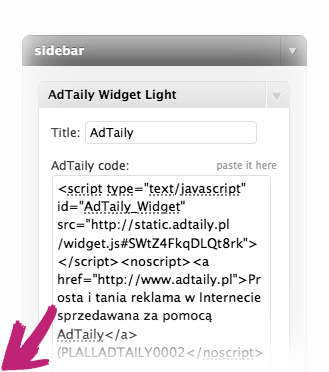 sidebar
AdTaily Widget Light
Title: AdTaily
AdTaily code: paste it here
<script type="text/javascript"
id="AdTaily_Widget"
src="http://static.adtaily.pl
/widget.js#SWtZ4FkqDLQt8rk">
</script><noscript><a
href="http://www.adtaily.pl">Pr
osta i tania reklama w Internecie
sprzedawana za pomocą
AdTaily</a>
(PLALLADTAILY0002</noscript>